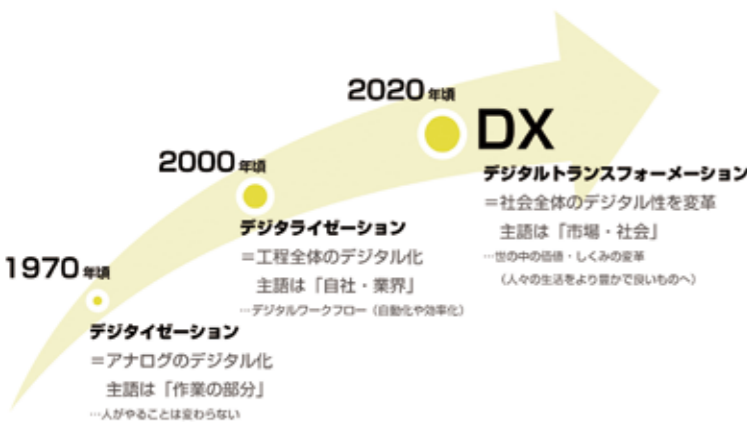 2020年頃
DX
デジタルトランスフォーメーション
＝社会全体のデジタル性を変革
主語は「市場・社会」
…世の中の価値・しくみの変革
（人々の生活をより豊かで良いものへ）
2000年頃
デジタライゼーション
＝工程全体のデジタル化
主語は「自社・業界」
…デジタルワークフロー（自動化や効率化）
1970年頃
デジタイゼーション
＝アナログのデジタル化
主語は「作業の部分」
…人がやることは変わらない